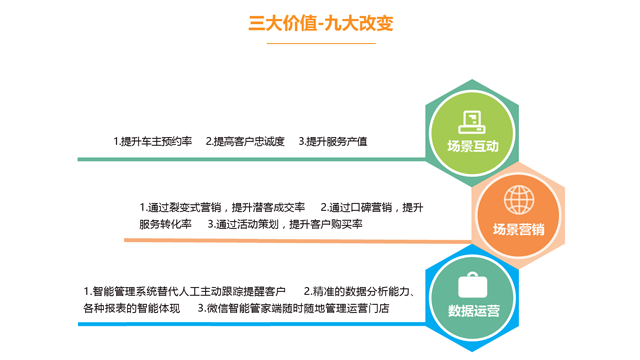 三大价值-九大改变
1.提升车主预约率 2.提高客户忠诚度 3.提升服务产值
场景互动
1.通过裂变式营销，提升潜客成交率 2.通过口碑营销，提升
服务转化率 3.通过活动策划，提升客户购买率
场景营销
1.智能管理系统替代人工主动跟踪提醒客户 2.精准的数据分析能力、
各种报表的智能体现 3.微信智能管家端随时随地管理运营门店
数据运营